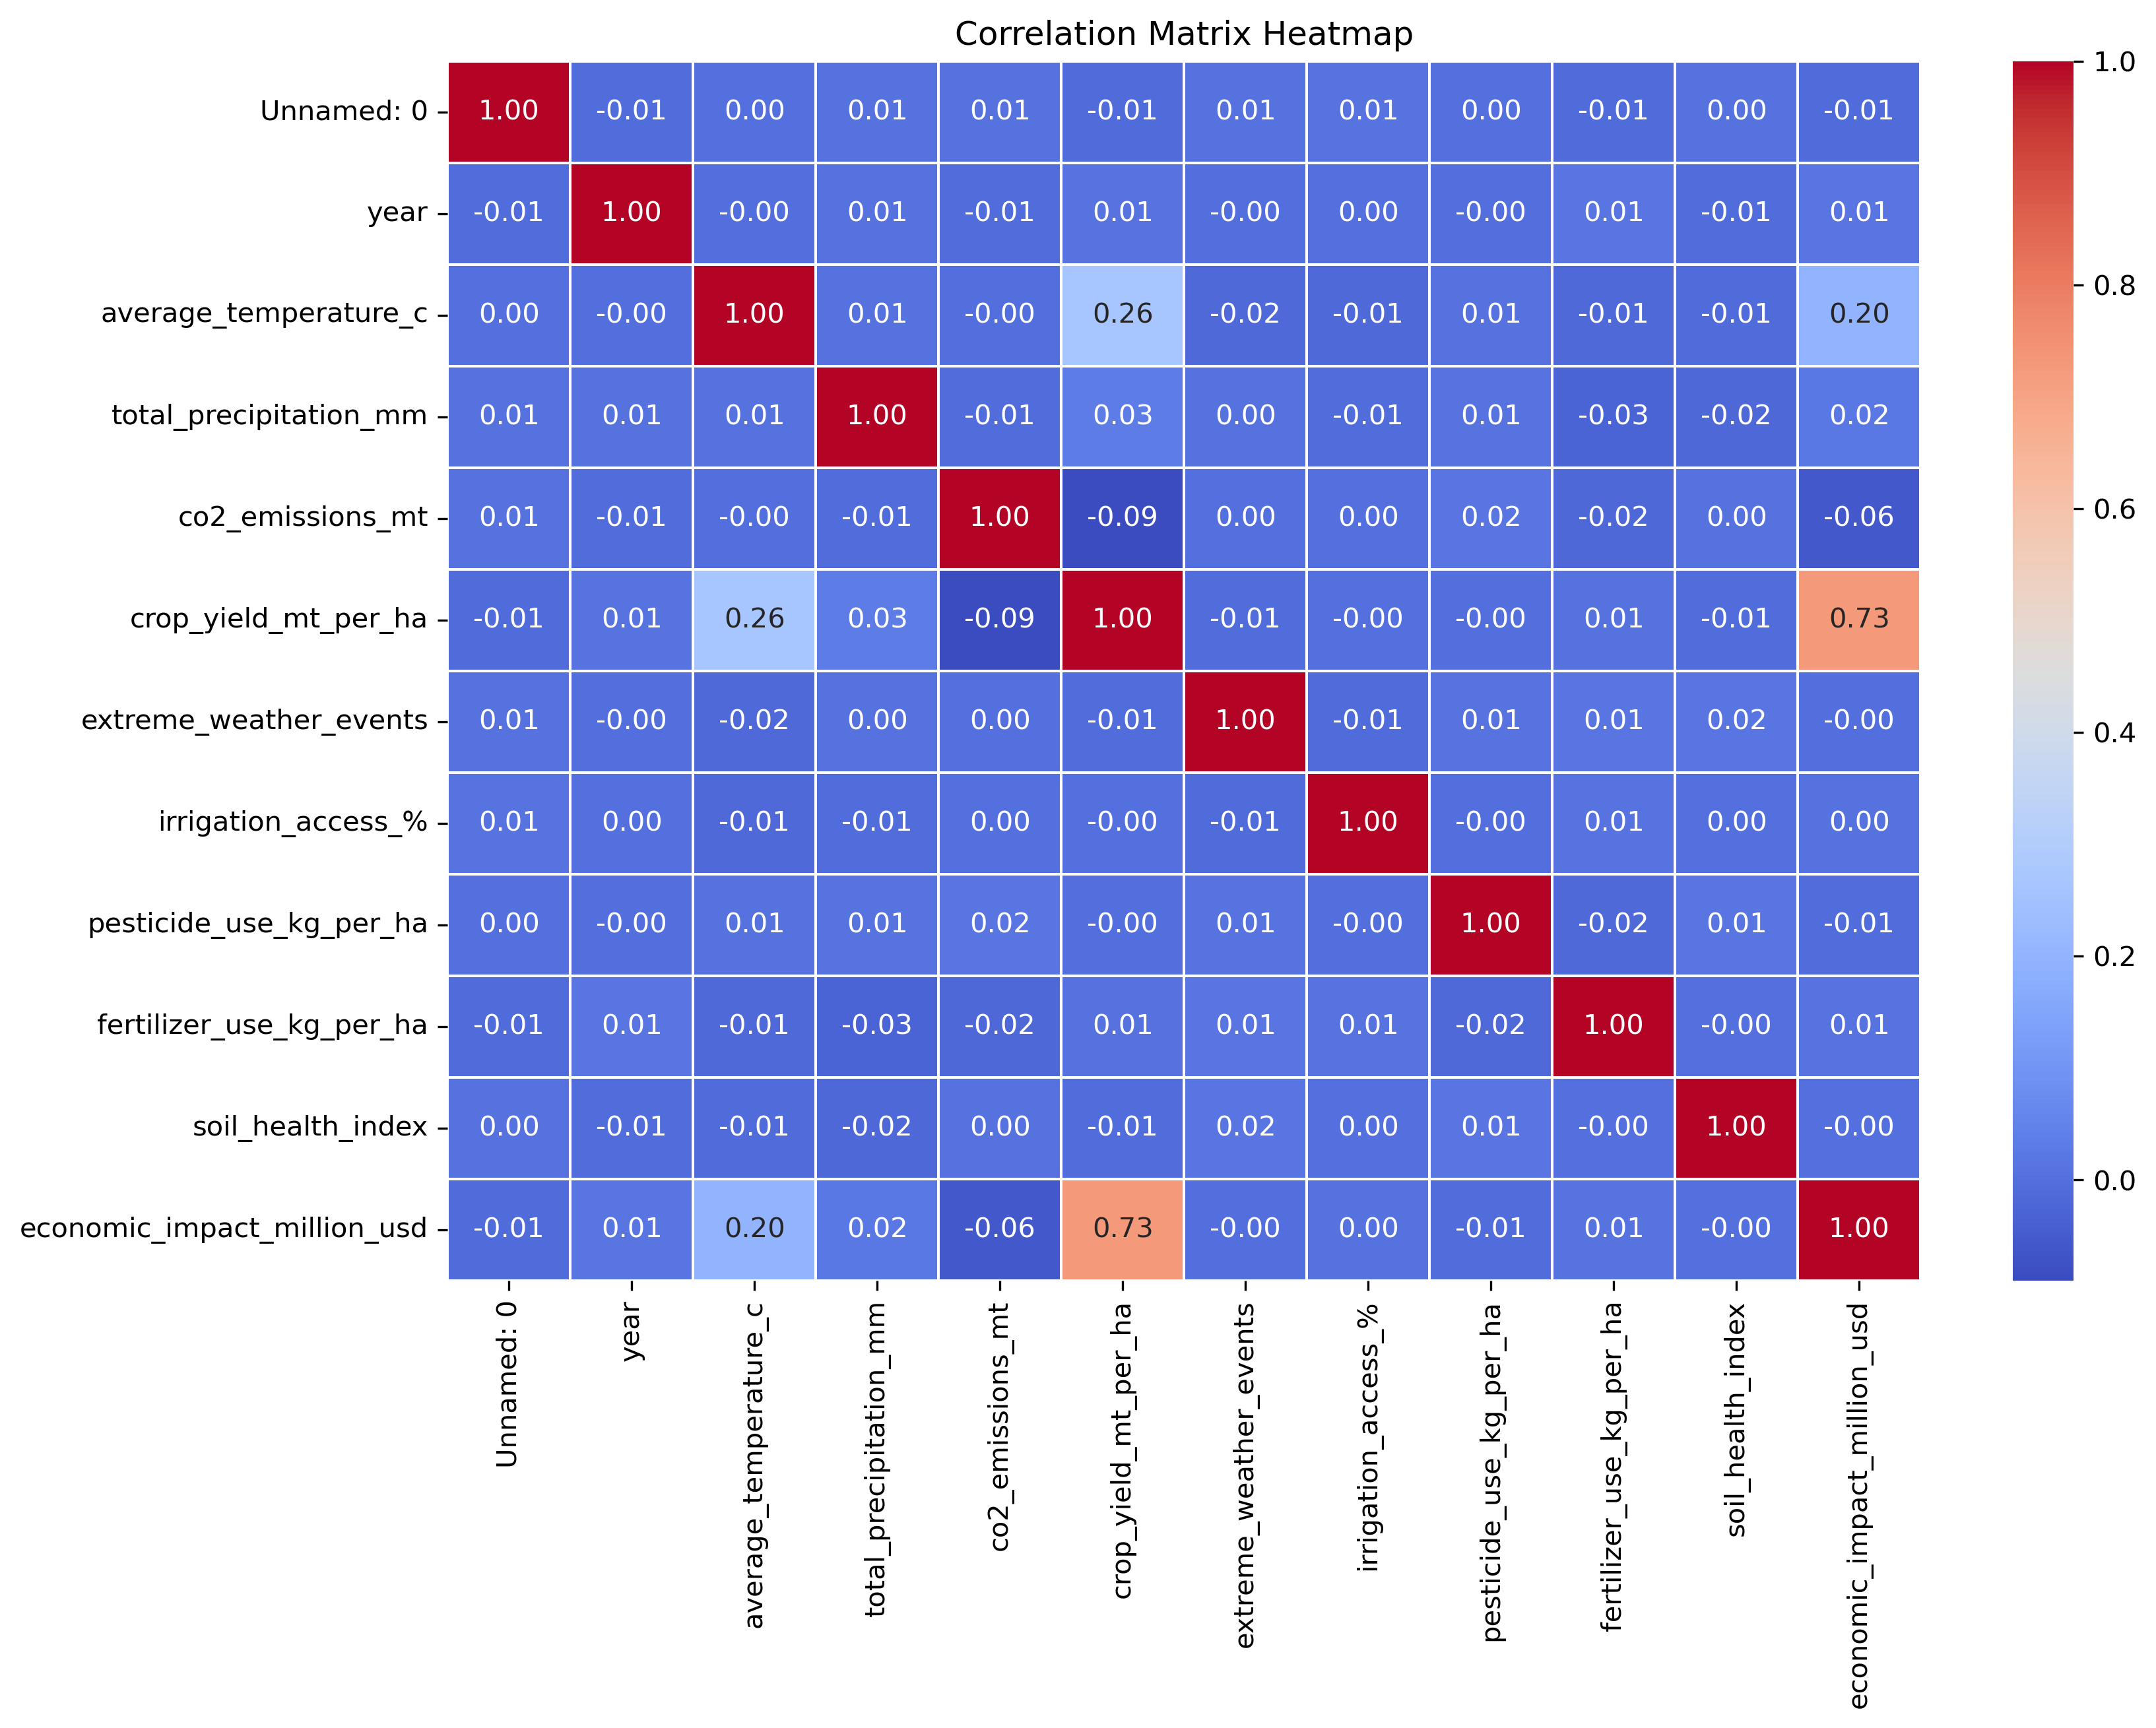 Correlation Matrix Heatmap
Unnamed: 0 1.00 -0.01 0.00 0.01 0.01 -0.01 0.01 0.01 0.00 -0.01 0.00 -0.01
year -0.01 1.00 -0.00 0.01 -0.01 0.01 -0.00 0.00 -0.00 0.01 -0.01 0.01
average_temperature_c 0.00 -0.00 1.00 0.01 -0.00 0.26 -0.02 -0.01 0.01 -0.01 -0.01 0.20
total_precipitation_mm 0.01 0.01 0.01 1.00 -0.01 0.03 0.00 -0.01 0.01 -0.03 -0.02 0.02
co2_emissions_mt 0.01 -0.01 -0.00 -0.01 1.00 -0.09 0.00 0.00 0.02 -0.02 0.00 -0.06
crop_yield_mt_per_ha -0.01 0.01 0.26 0.03 -0.09 1.00 -0.01 -0.00 -0.00 0.01 -0.01 0.73
extreme_weather_events 0.01 -0.00 -0.02 0.00 0.00 -0.01 1.00 -0.01 0.01 0.01 0.02 -0.00
irrigation_access_% 0.01 0.00 -0.01 -0.01 0.00 -0.00 -0.01 1.00 -0.00 0.01 0.00 0.00
pesticide_use_kg_per_ha 0.00 -0.00 0.01 0.01 0.02 -0.00 0.01 -0.00 1.00 -0.02 0.01 -0.01
fertilizer_use_kg_per_ha -0.01 0.01 -0.01 -0.03 -0.02 0.01 0.01 0.01 -0.02 1.00 -0.00 0.01
soil_health_index 0.00 -0.01 -0.01 -0.02 0.00 -0.01 0.02 0.00 0.01 -0.00 1.00 -0.00
economic_impact_million_usd -0.01 0.01 0.20 0.02 -0.06 0.73 -0.00 0.00 -0.01 0.01 -0.00 1.00
Unnamed: 0
year
average_temperature_c
total_precipitation_mm
co2_emissions_mt
crop_yield_mt_per_ha
extreme_weather_events
irrigation_access_%
pesticide_use_kg_per_ha
fertilizer_use_kg_per_ha
soil_health_index
economic_impact_million_usd
1.0
0.8
0.6
0.4
0.2
0.0